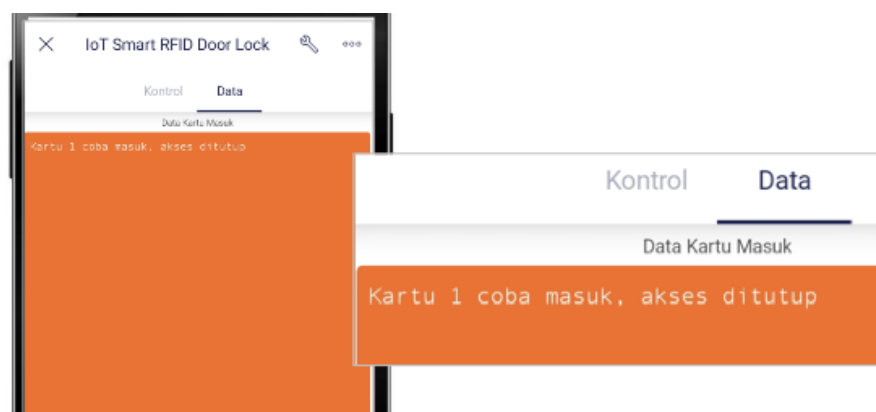 IoT Smart RFID Door Lock
Kontrol Data
Data Kartu Masuk
Kartu 1 coba masuk, akses ditutup
Kontrol Data
Data Kartu Masuk
Kartu 1 coba masuk, akses ditutup